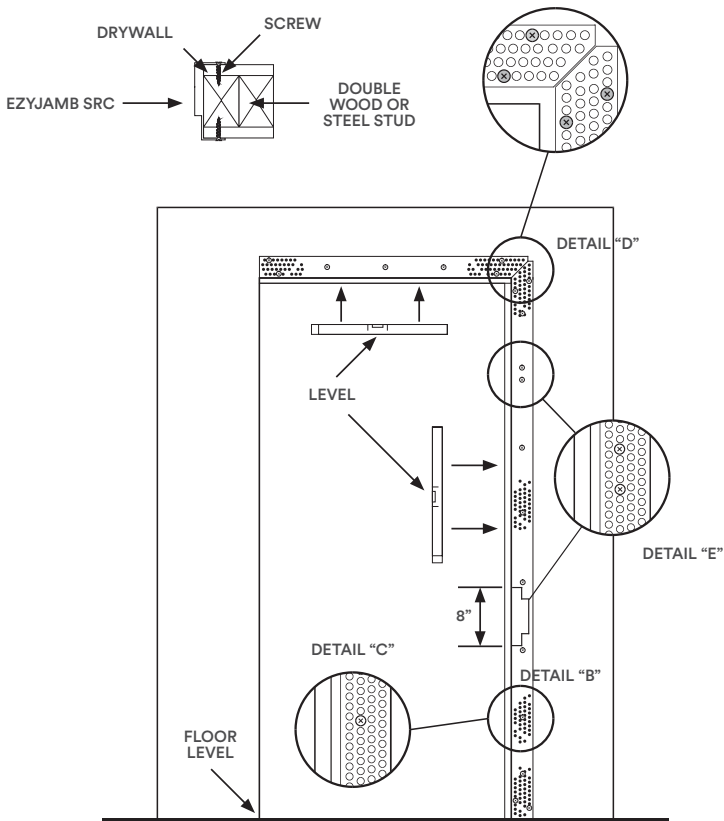 DRYWALL
SCREW
EZYJAMB SRC
DOUBLE
WOOD OR
STEEL STUD
DETAIL “D”
LEVEL
DETAIL “E”
8”
DETAIL “C”
DETAIL “B”
FLOOR
LEVEL